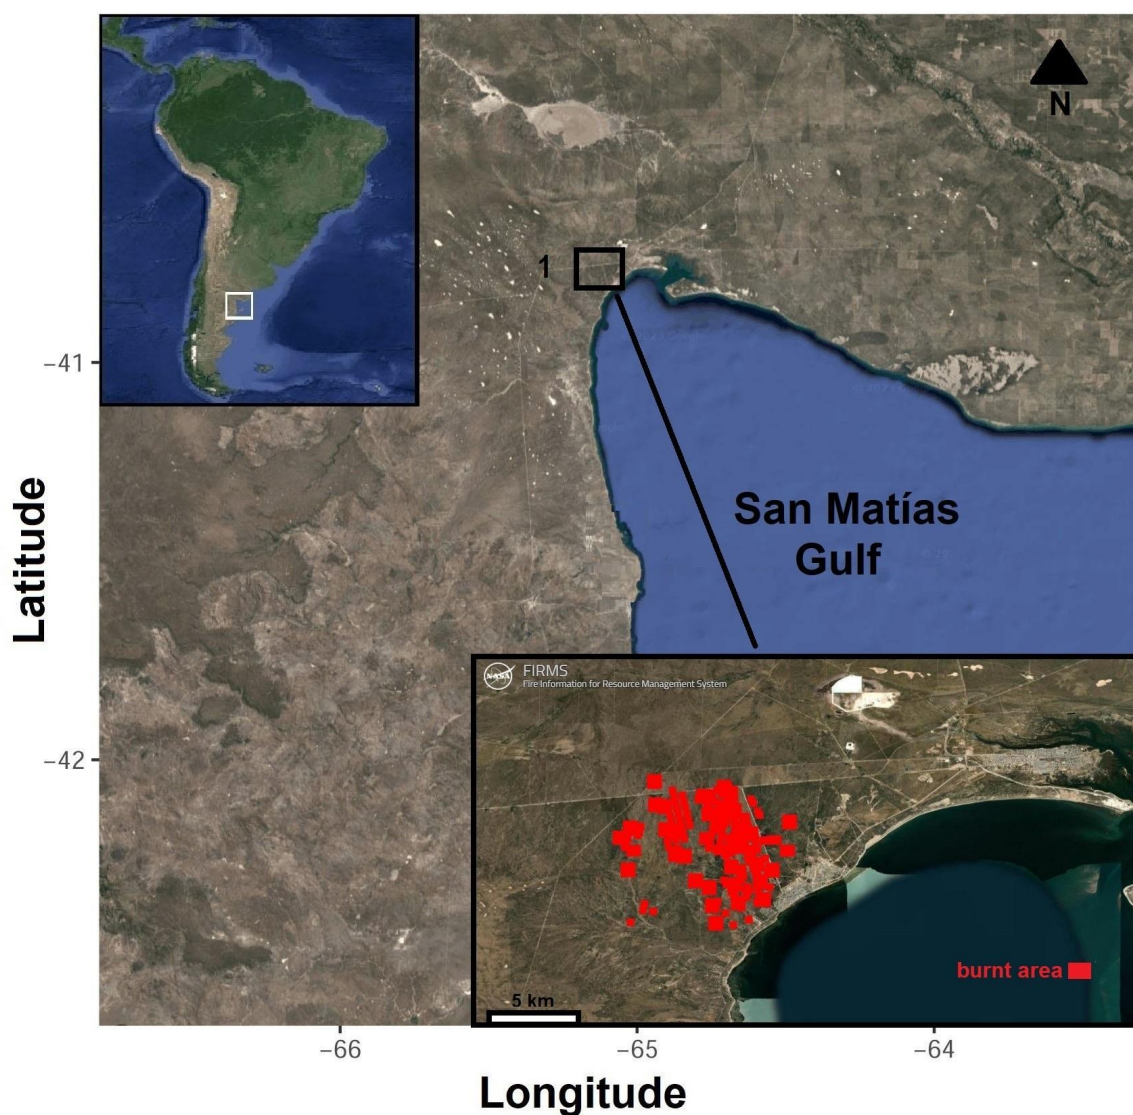 N
1
−41
San Matías
Gulf
Latitude
NASA
FIRMS
Fire Information for Resource Management System
−42
burnt area
5 km
−66
−65
−64
Longitude